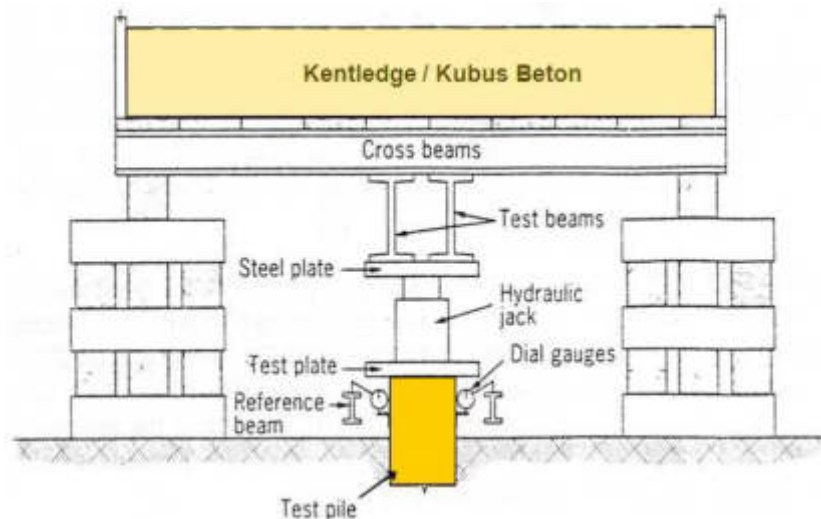 Kentledge / Kubus Beton
Cross beams
Test beams
Steel plate
Hydraulic
jack
Test plate
Dial gauges
Reference
beam
Test pile